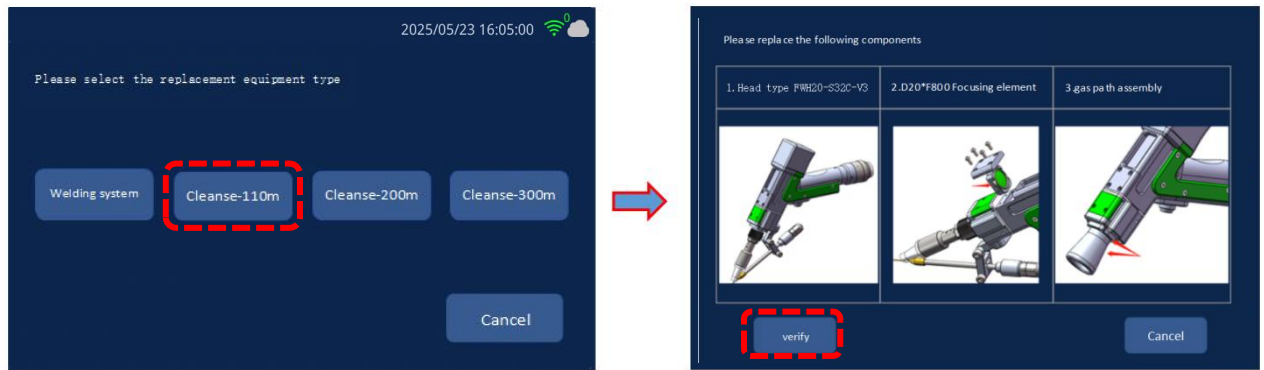 2025/05/23 16:05:00
0
Please select the replacement equipment type
Welding system
Cleanse-110m
Cleanse-200m
Cleanse-300m
Cancel
Please replace the following components
1.Head type FWH20-S32C-V3
2.D20*F800 Focusing element
3.gas path assembly
verify
Cancel